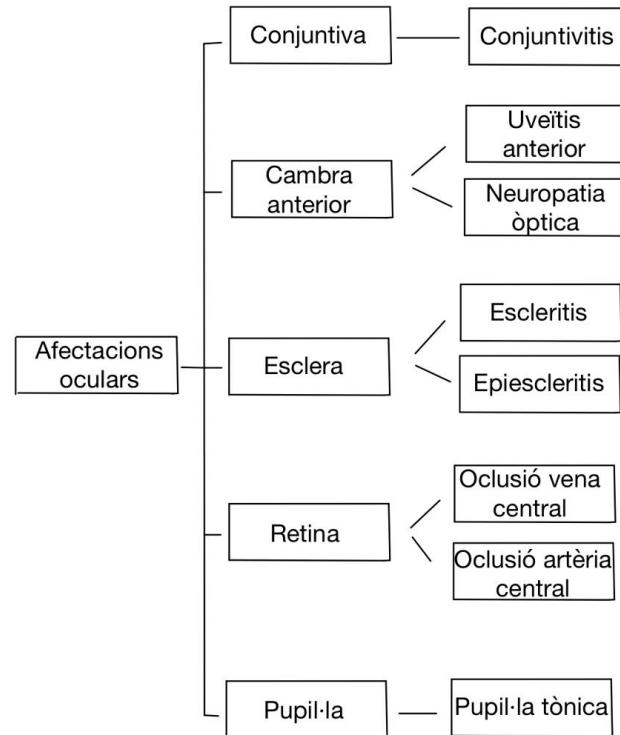 Conjuntiva
Conjuntivitis
Cambra
anterior
Uveïtis
anterior
Neuropatia
òptica
Afectacions
oculars
Esclera
Escleritis
Epiescleritis
Retina
Oclusió vena
central
Oclusió artèria
central
Pupil·la
Pupil·la tònica